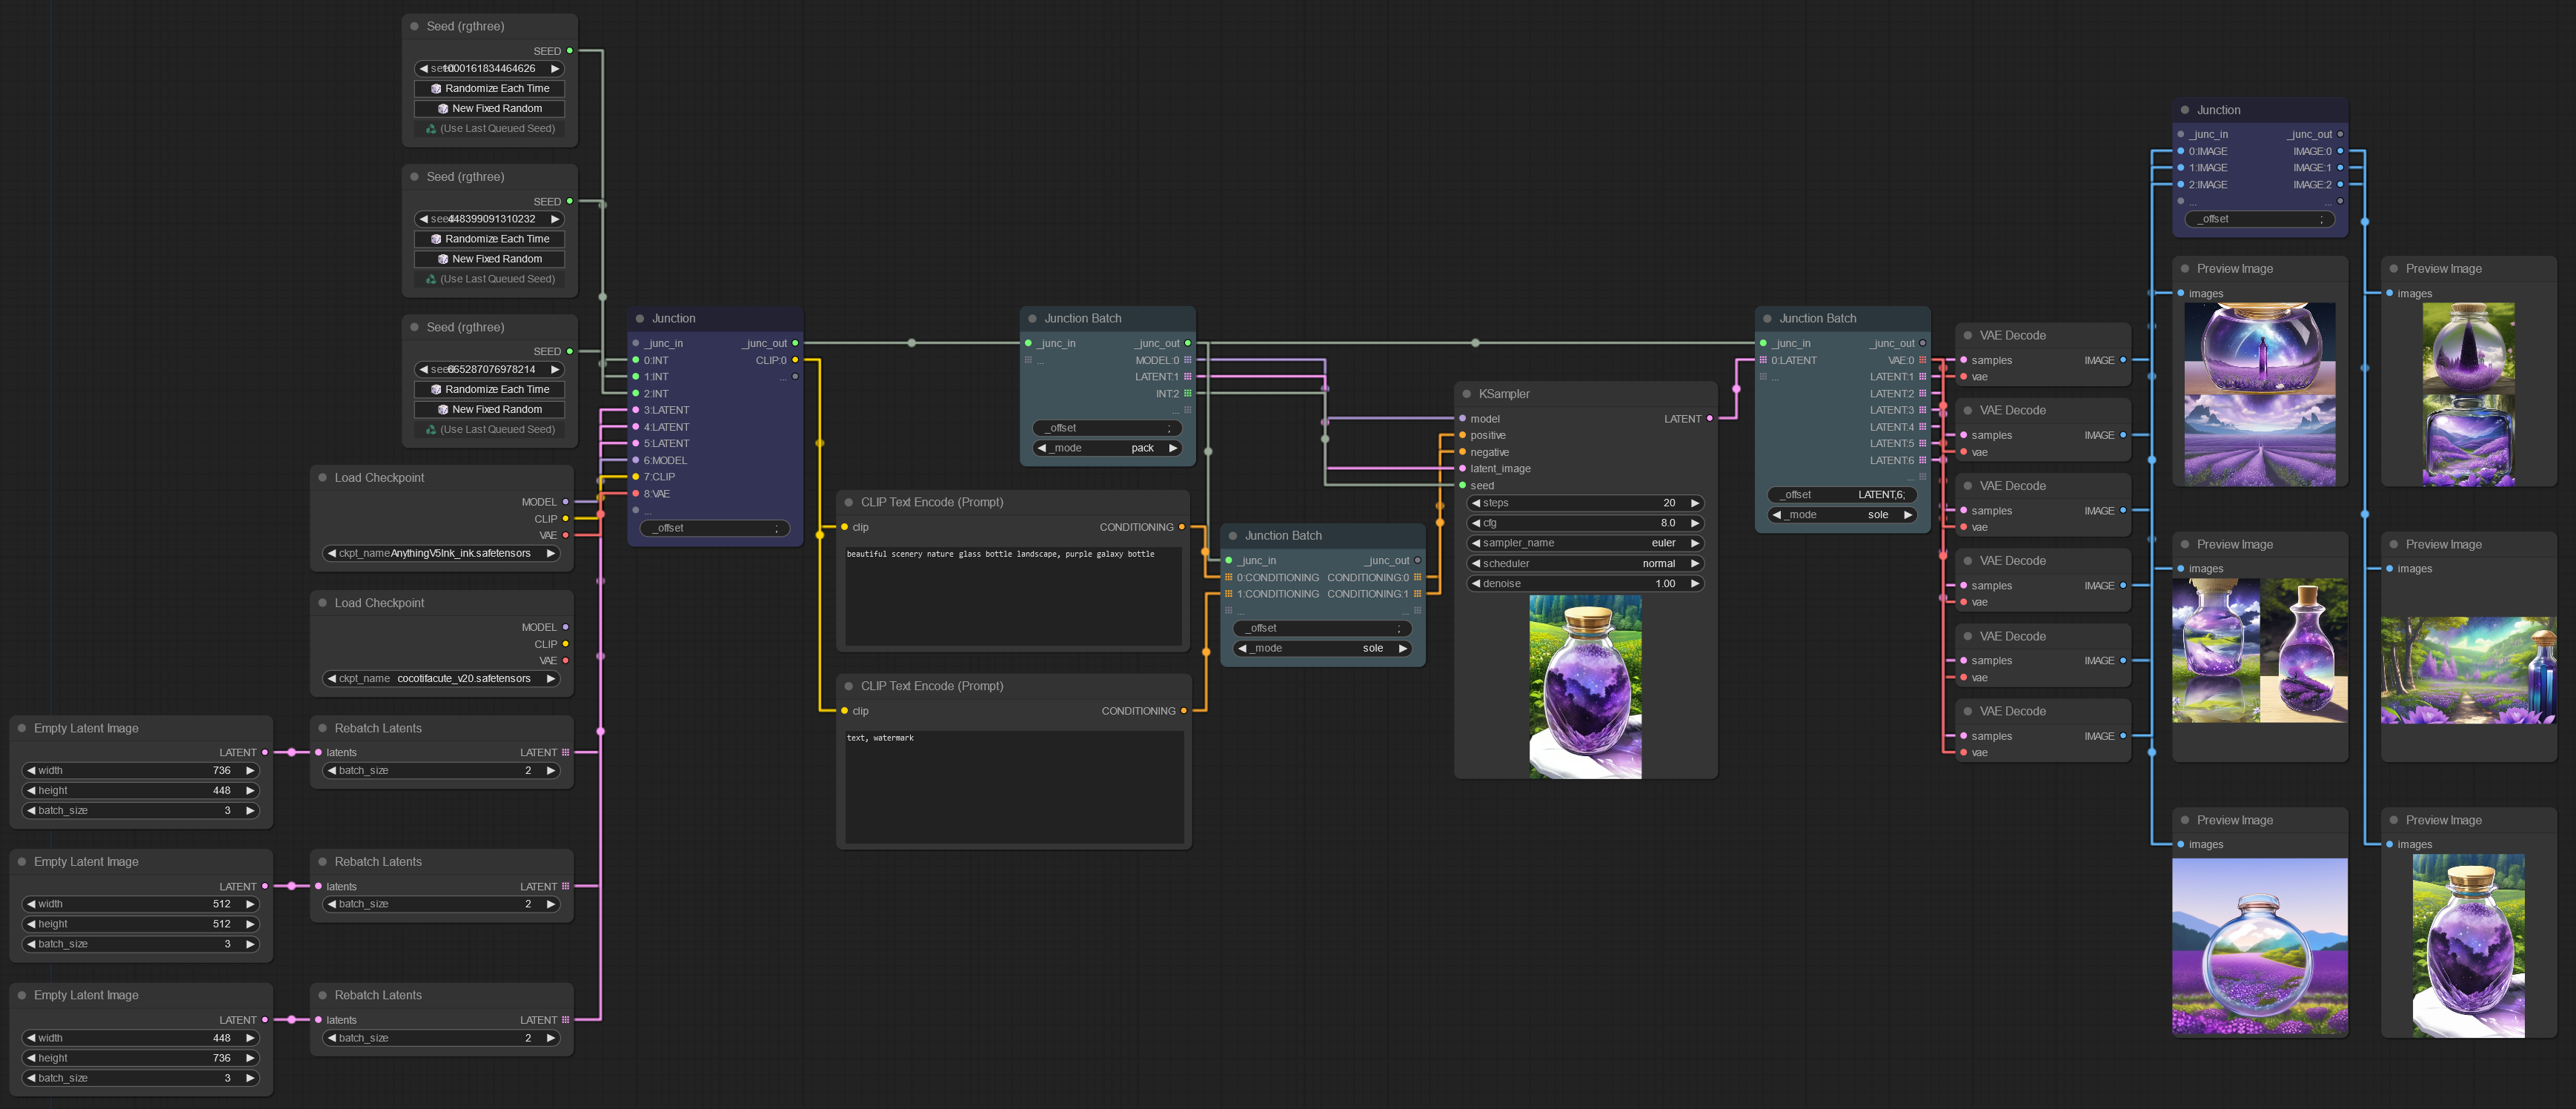 Seed (rgthree)
SEED
1000161834464626
Randomize Each Time
New Fixed Random
(Use Last Queued Seed)
Seed (rgthree)
SEED
448399091310232
Randomize Each Time
New Fixed Random
(Use Last Queued Seed)
Seed (rgthree)
SEED
665287076978214
Randomize Each Time
New Fixed Random
(Use Last Queued Seed)
Load Checkpoint
MODEL
CLIP
VAE
ckpt_name AnythingV5Ink_ink.safetensors
Load Checkpoint
MODEL
CLIP
VAE
ckpt_name cocotifacute_v20.safetensors
Empty Latent Image
LATENT
width 736
height 448
batch_size 3
Rebatch Latents
latents LATENT
batch_size 2
Empty Latent Image
LATENT
width 512
height 512
batch_size 3
Rebatch Latents
latents LATENT
batch_size 2
Empty Latent Image
LATENT
width 448
height 736
batch_size 3
Rebatch Latents
latents LATENT
batch_size 2
Junction
_junc_in _junc_out
0:INT CLIP:0
1:INT ...
2:INT
3:LATENT
4:LATENT
5:LATENT
6:MODEL
7:CLIP
8:VAE
...
_offset ;
CLIP Text Encode (Prompt)
clip CONDITIONING
beautiful scenery nature glass bottle landscape, purple galaxy bottle
CLIP Text Encode (Prompt)
clip CONDITIONING
text, watermark
Junction Batch
_junc_in _junc_out
... MODEL:0
LATENT:1
INT:2
...
_offset ;
_mode pack
Junction Batch
_junc_in _junc_out
0:CONDITIONING CONDITIONING:0
1:CONDITIONING CONDITIONING:1
... ...
_offset ;
_mode sole
KSampler
model LATENT
positive
negative
latent_image
seed
steps 20
cfg 8.0
sampler_name euler
scheduler normal
denoise 1.00
Junction Batch
_junc_in _junc_out
0:LATENT VAE:0
... LATENT:1
LATENT:2
LATENT:3
LATENT:4
LATENT:5
LATENT:6
...
_offset LATENT,6;
_mode sole
VAE Decode
samples IMAGE
vae
VAE Decode
samples IMAGE
vae
VAE Decode
samples IMAGE
vae
VAE Decode
samples IMAGE
vae
VAE Decode
samples IMAGE
vae
VAE Decode
samples IMAGE
vae
Junction
_junc_in _junc_out
0:IMAGE IMAGE:0
1:IMAGE IMAGE:1
2:IMAGE IMAGE:2
... ...
_offset ;
Preview Image
images
Preview Image
images
Preview Image
images
Preview Image
images
Preview Image
images
Preview Image
images